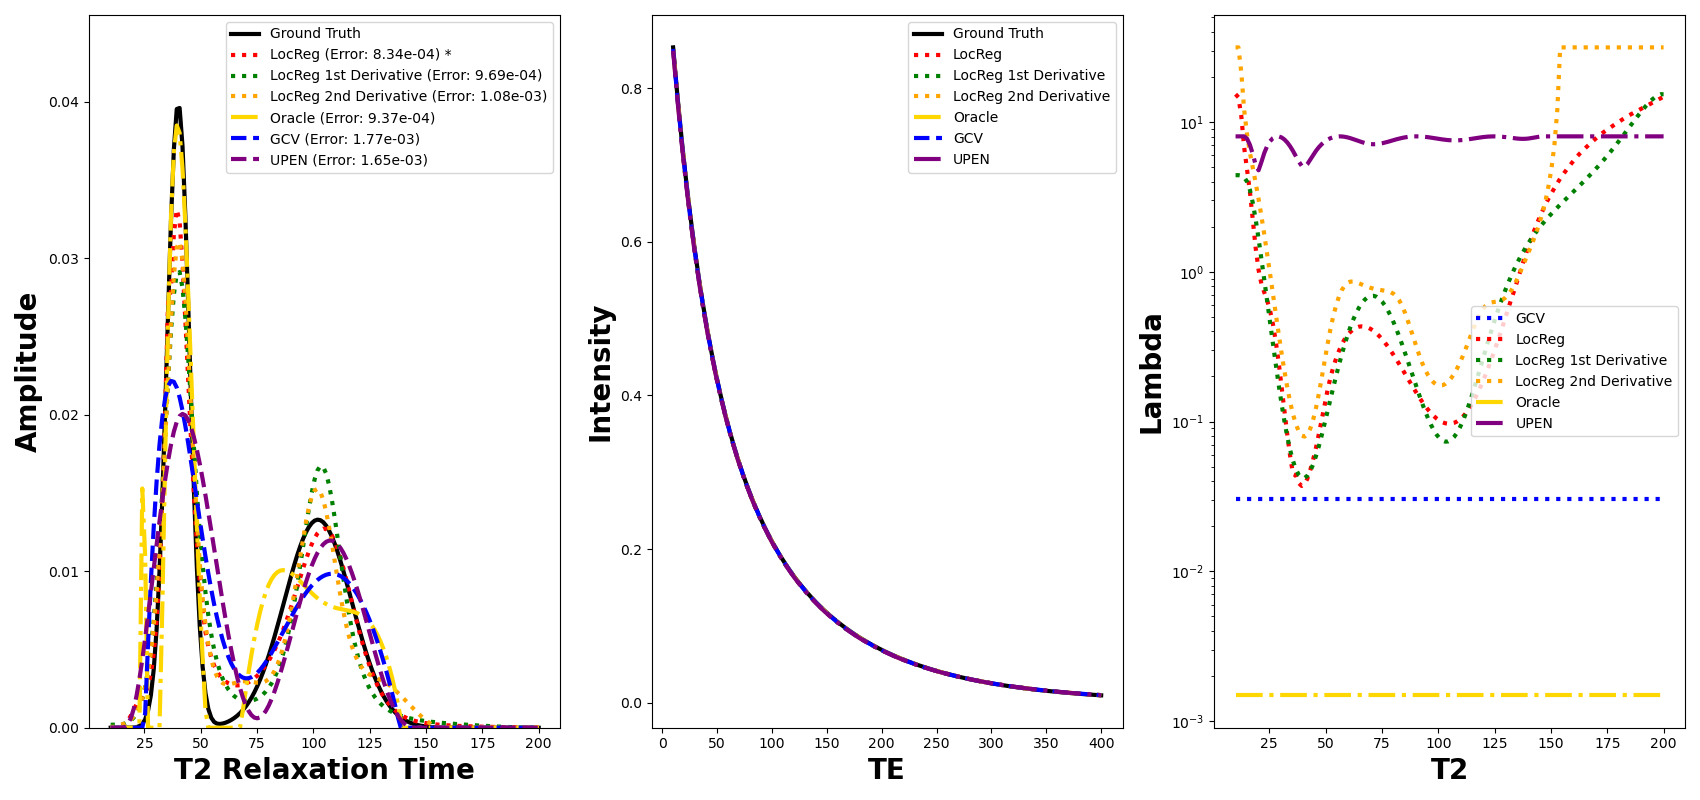 Ground Truth
LocReg (Error: 8.34e-04) *
LocReg 1st Derivative (Error: 9.69e-04)
LocReg 2nd Derivative (Error: 1.08e-03)
Oracle (Error: 9.37e-04)
GCV (Error: 1.77e-03)
UPEN (Error: 1.65e-03)
0.04
0.03
0.02
0.01
0.00
Amplitude
25 50 75 100 125 150 175 200
T2 Relaxation Time
Ground Truth
LocReg
LocReg 1st Derivative
LocReg 2nd Derivative
Oracle
GCV
UPEN
0.8
0.6
0.4
0.2
0.0
Intensity
0 50 100 150 200 250 300 350 400
TE
10^1
10^0
10^-1
10^-2
10^-3
Lambda
GCV
LocReg
LocReg 1st Derivative
LocReg 2nd Derivative
Oracle
UPEN
25 50 75 100 125 150 175 200
T2